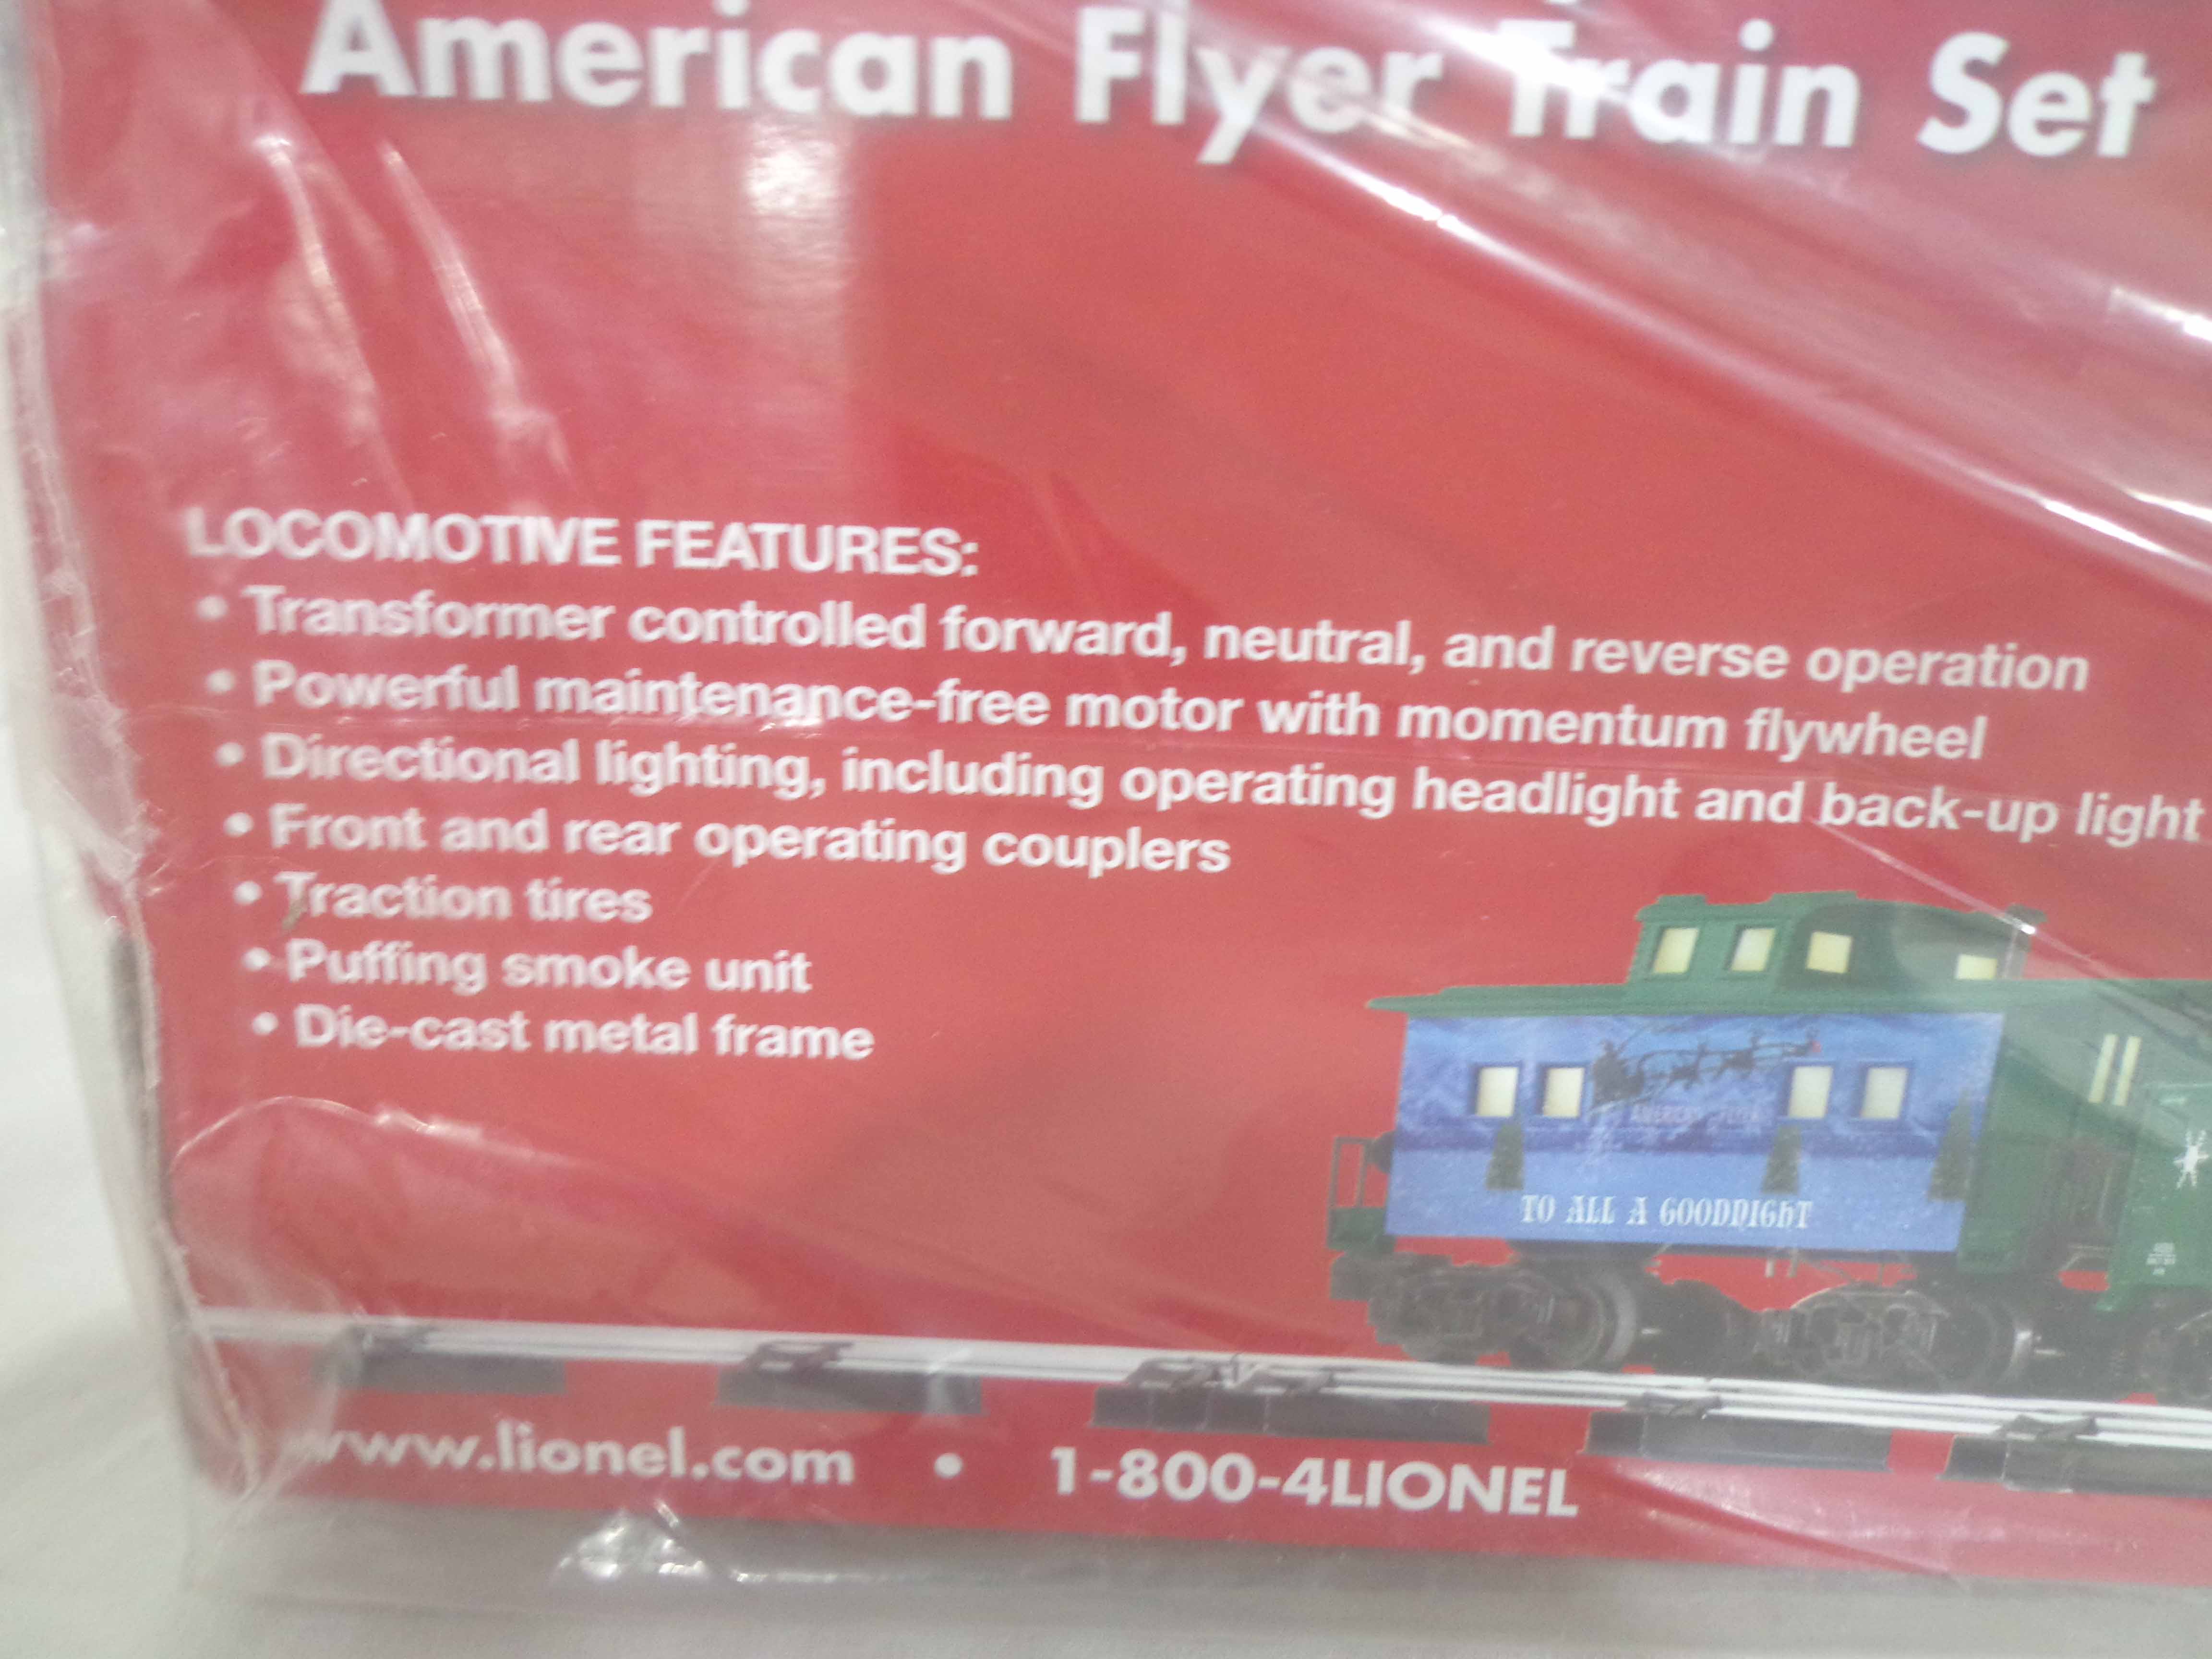 American Flyer Train Set
LOCOMOTIVE FEATURES:
• Transformer controlled forward, neutral, and reverse operation
• Powerful maintenance-free motor with momentum flywheel
• Directional lighting, including operating headlight and back-up light
• Front and rear operating couplers
• Traction tires
• Puffing smoke unit
• Die-cast metal frame
AMERICAN FLYER
TO ALL A GOODNIGHT
www.lionel.com • 1-800-4LIONEL